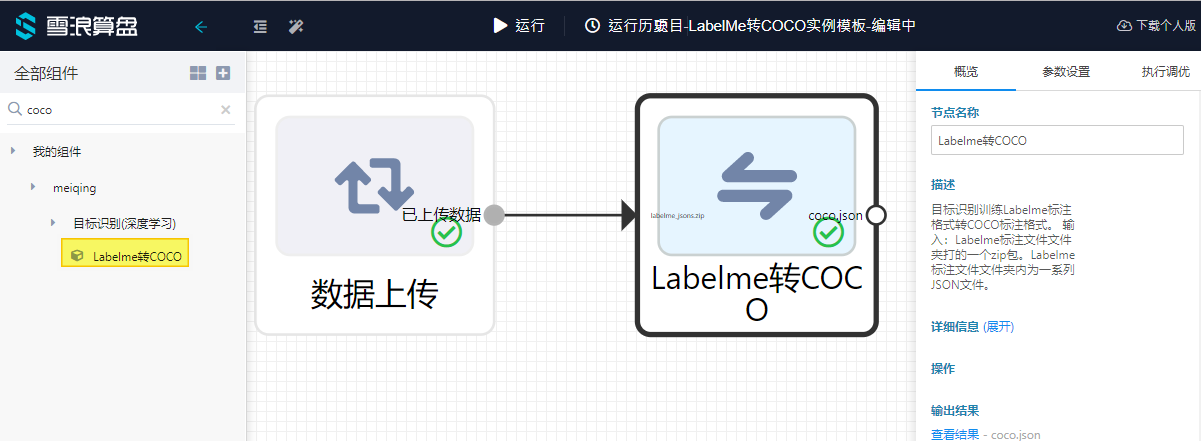 雪浪算盘
运行
运行历更目-LabelMe转COCO实例模板-编辑中
下载个人版
全部组件
coco
我的组件
meiqing
目标识别(深度学习)
Labelme转COCO
已上传数据
数据上传
labelme_jsons.zip
coco.json
Labelme转COC
O
概览
参数设置
执行调优
节点名称
Labelme转COCO
描述
目标识别训练Labelme标注
格式转COCO标注格式。 输
入：Labelme标注文件文件
夹打的一个zip包。Labelme
标注文件文件夹内为一系列
JSON文件。
详细信息 (展开)
操作
输出结果
查看结果 - coco.json